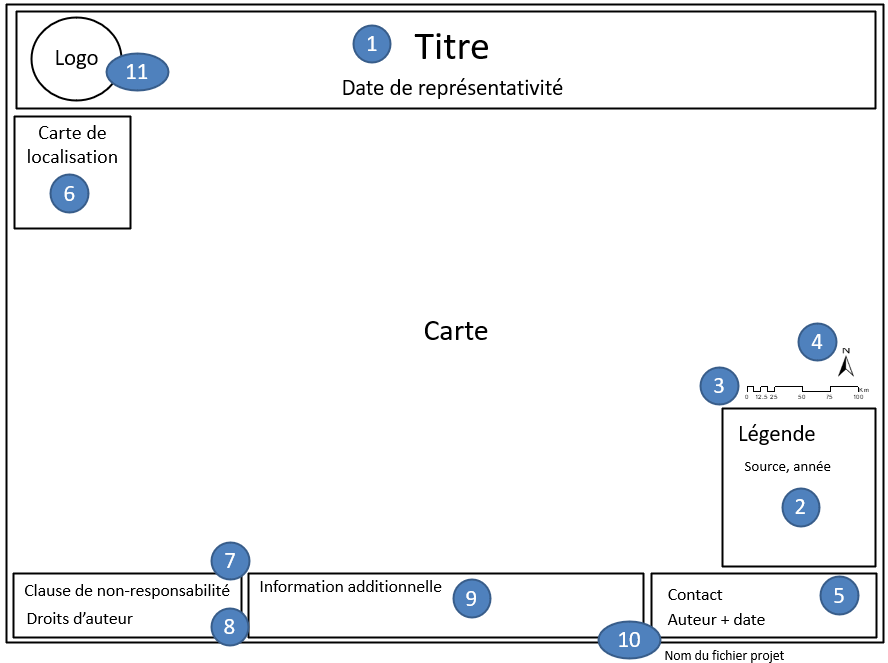 Logo
11
1
Titre
Date de représentativité
Carte de
localisation
6
Carte
4
N
3
0 12.5 25 50 75 100
Km
Légende
Source, année
2
7
Clause de non-responsabilité
Droits d’auteur
8
Information additionnelle
9
Contact
Auteur + date
5
10
Nom du fichier projet